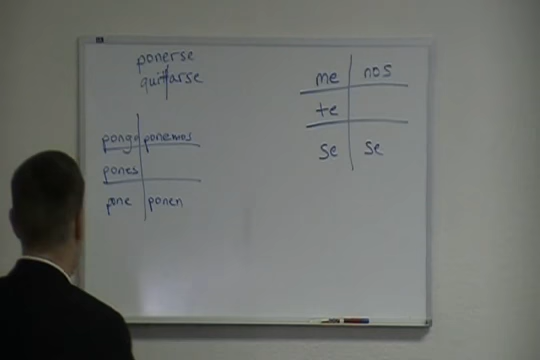 ponerse
quitarse
pongo ponemos
pones
pone ponen
me nos
te
se se